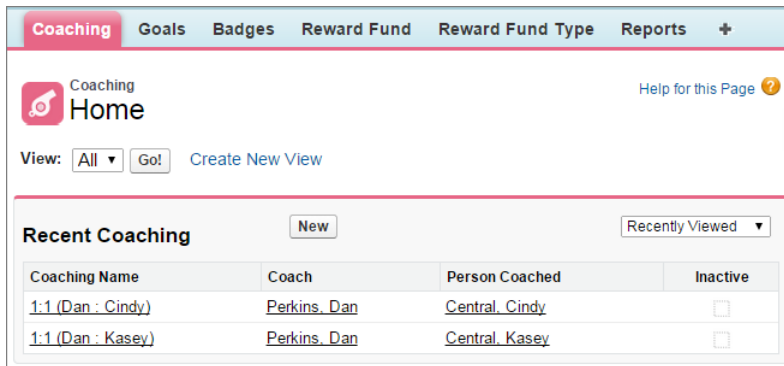 Coaching Goals Badges Reward Fund Reward Fund Type Reports +
Coaching
Home
Help for this Page ?
View: All Go! Create New View
Recent Coaching New Recently Viewed
Coaching Name Coach Person Coached Inactive
1:1 (Dan : Cindy) Perkins, Dan Central, Cindy
1:1 (Dan : Kasey) Perkins, Dan Central, Kasey